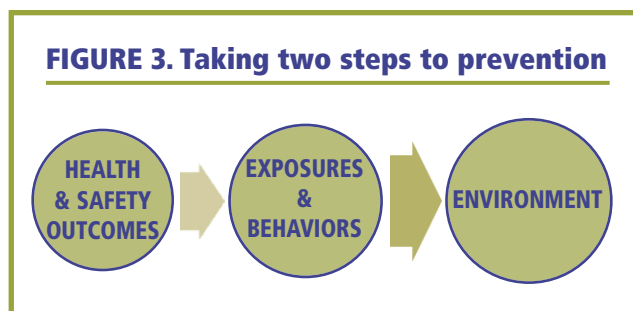 FIGURE 3. Taking two steps to prevention
HEALTH
& SAFETY
OUTCOMES
EXPOSURES
&
BEHAVIORS
ENVIRONMENT